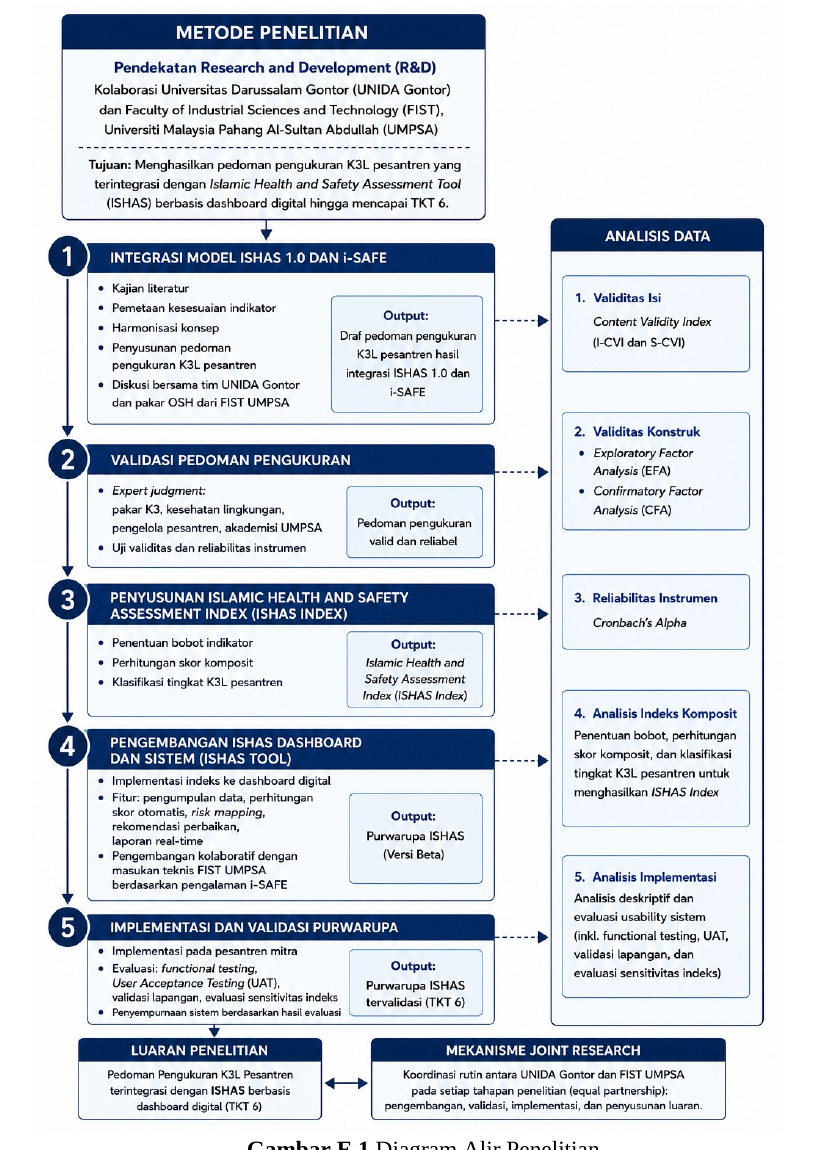 METODE PENELITIAN
Pendekatan Research and Development (R&D)
Kolaborasi Universitas Darussalam Gontor (UNIDA Gontor)
dan Faculty of Industrial Sciences and Technology (FIST),
Universiti Malaysia Pahang Al-Sultan Abdullah (UMPSA)
Tujuan: Menghasilkan pedoman pengukuran K3L pesantren yang
terintegrasi dengan Islamic Health and Safety Assessment Tool
(ISHAS) berbasis dashboard digital hingga mencapai TKT 6.
1
INTEGRASI MODEL ISHAS 1.0 DAN i-SAFE
• Kajian literatur
• Pemetaan kesesuaian indikator
• Harmonisasi konsep
• Penyusunan pedoman
pengukuran K3L pesantren
• Diskusi bersama tim UNIDA Gontor
dan pakar OSH dari FIST UMPSA
Output:
Draf pedoman pengukuran
K3L pesantren hasil
integrasi ISHAS 1.0 dan
i-SAFE
2
VALIDASI PEDOMAN PENGUKURAN
• Expert judgment:
pakar K3, kesehatan lingkungan,
pengelola pesantren, akademisi UMPSA
• Uji validitas dan reliabilitas instrumen
Output:
Pedoman pengukuran
valid dan reliabel
3
PENYUSUNAN ISLAMIC HEALTH AND SAFETY
ASSESSMENT INDEX (ISHAS INDEX)
• Penentuan bobot indikator
• Perhitungan skor komposit
• Klasifikasi tingkat K3L pesantren
Output:
Islamic Health and
Safety Assessment
Index (ISHAS Index)
4
PENGEMBANGAN ISHAS DASHBOARD
DAN SISTEM (ISHAS TOOL)
• Implementasi indeks ke dashboard digital
• Fitur: pengumpulan data, perhitungan
skor otomatis, risk mapping,
rekomendasi perbaikan,
laporan real-time
• Pengembangan kolaboratif dengan
masukan teknis FIST UMPSA
berdasarkan pengalaman i-SAFE
Output:
Purwarupa ISHAS
(Versi Beta)
5
IMPLEMENTASI DAN VALIDASI PURWARUPA
• Implementasi pada pesantren mitra
• Evaluasi: functional testing,
User Acceptance Testing (UAT),
validasi lapangan, evaluasi sensitivitas indeks
• Penyempurnaan sistem berdasarkan hasil evaluasi
Output:
Purwarupa ISHAS
tervalidasi (TKT 6)
ANALISIS DATA
1. Validitas Isi
Content Validity Index
(I-CVI dan S-CVI)
2. Validitas Konstruk
• Exploratory Factor
Analysis (EFA)
• Confirmatory Factor
Analysis (CFA)
3. Reliabilitas Instrumen
Cronbach's Alpha
4. Analisis Indeks Komposit
Penentuan bobot, perhitungan
skor komposit, dan klasifikasi
tingkat K3L pesantren untuk
menghasilkan ISHAS Index
5. Analisis Implementasi
Analisis deskriptif dan
evaluasi usability sistem
(inkl. functional testing, UAT,
validasi lapangan, dan
evaluasi sensitivitas indeks)
LUARAN PENELITIAN
Pedoman Pengukuran K3L Pesantren
terintegrasi dengan ISHAS berbasis
dashboard digital (TKT 6)
MEKANISME JOINT RESEARCH
Koordinasi rutin antara UNIDA Gontor dan FIST UMPSA
pada setiap tahapan penelitian (equal partnership):
pengembangan, validasi, implementasi, dan penyusunan luaran.
Gambar F.1 Diagram Alir Penelitian